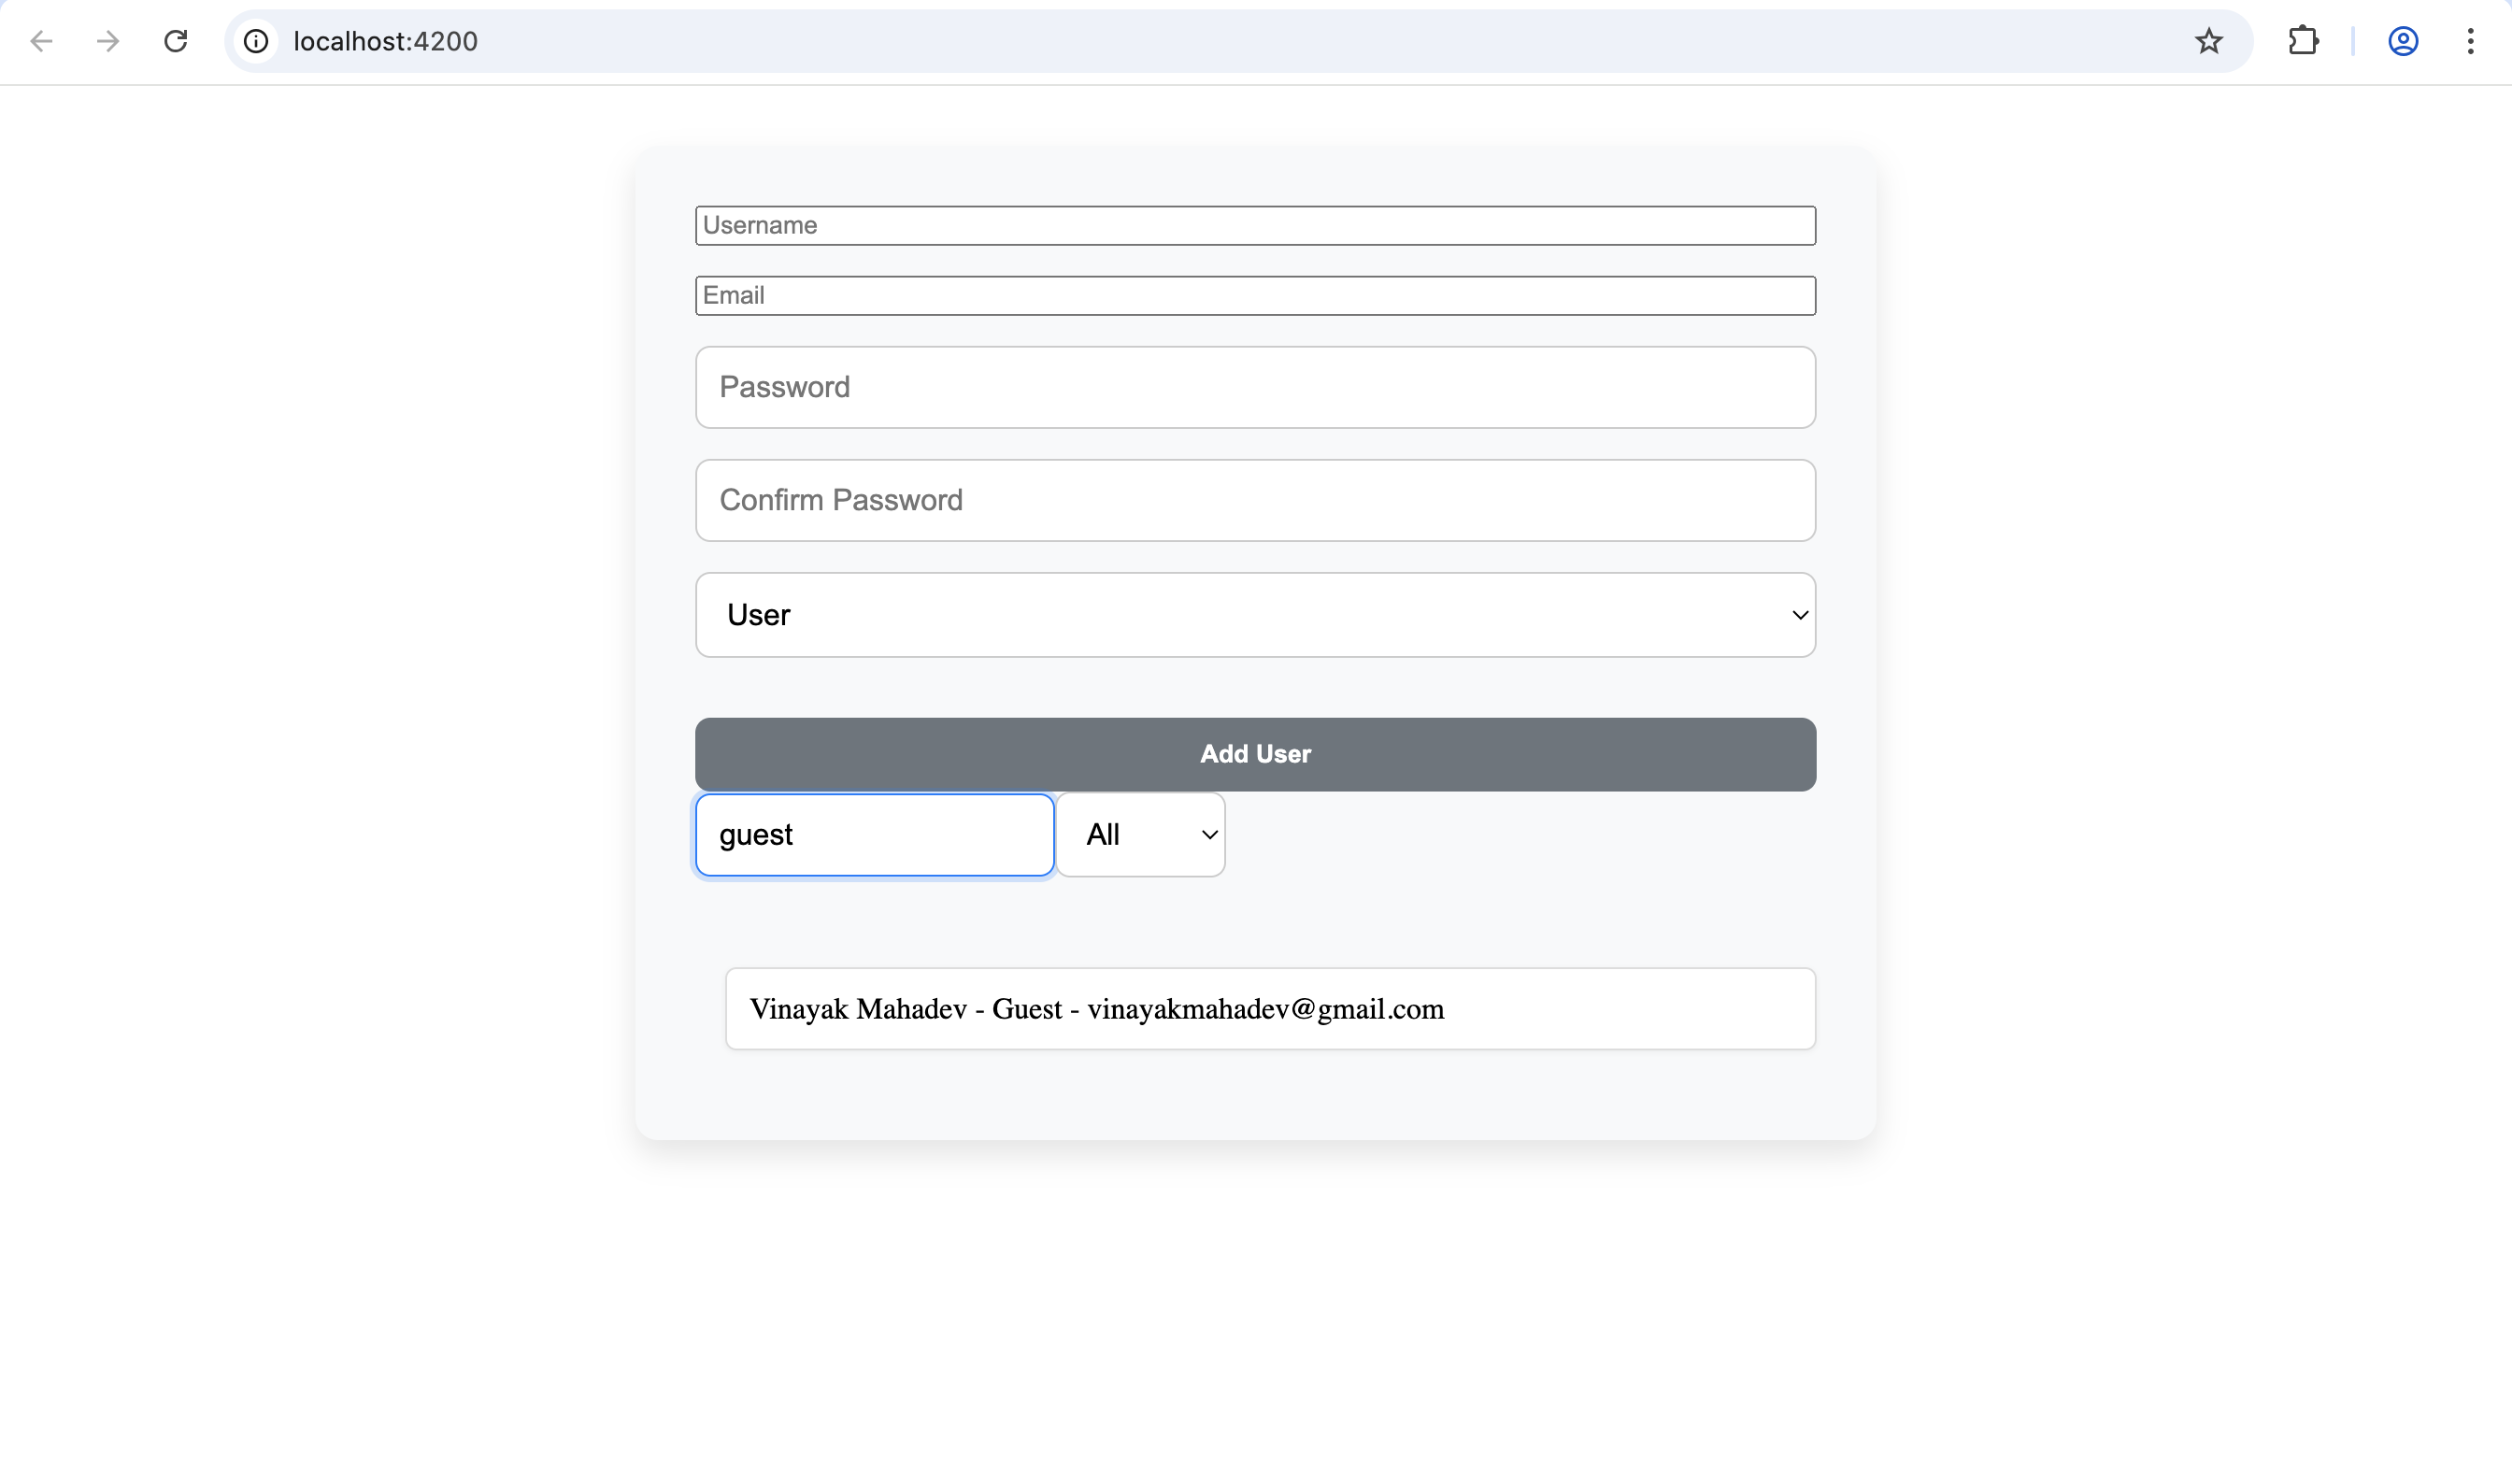 localhost:4200
Username
Email
Password
Confirm Password
User
Add User
guest All
Vinayak Mahadev - Guest - vinayakmahadev@gmail.com